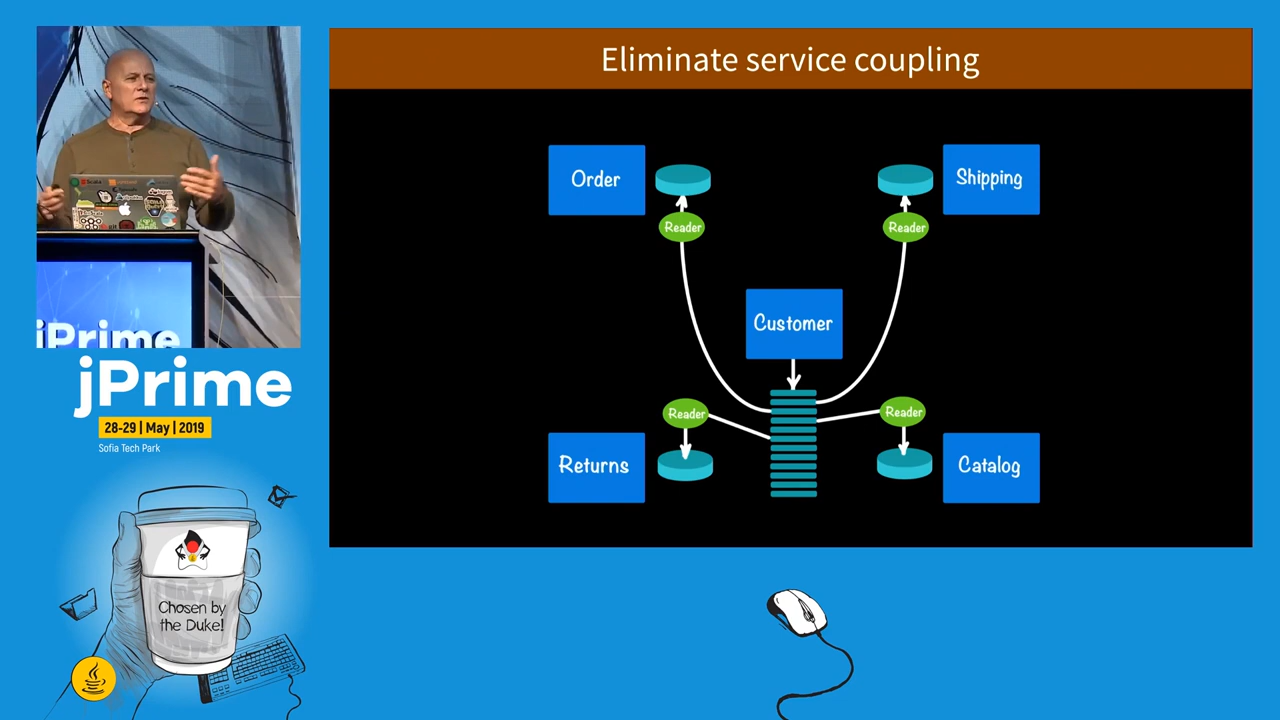 Eliminate service coupling
Order
Shipping
Reader
Reader
Customer
Reader
Reader
Returns
Catalog
jPrime
jPrime
28-29 | May | 2019
Sofia Tech Park
Chosen by
the Duke!